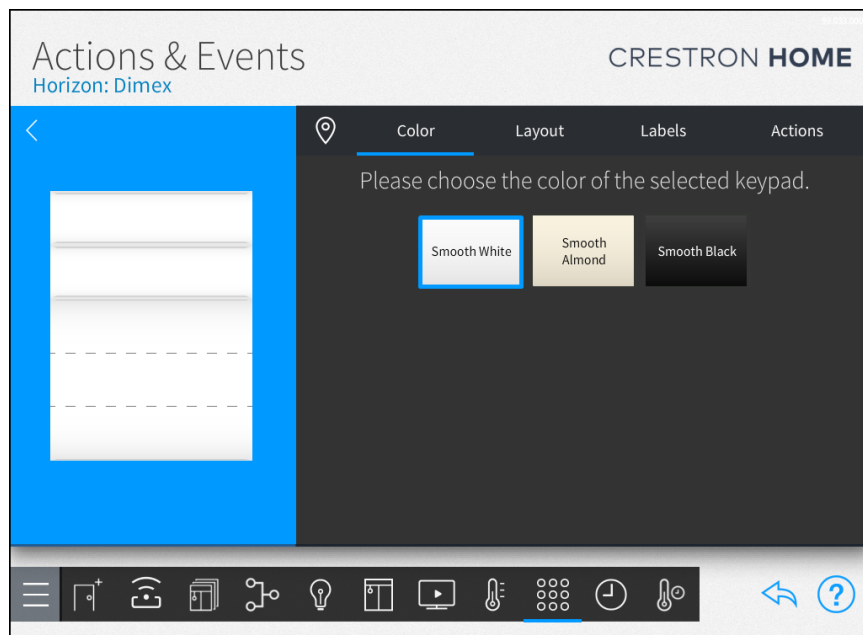 Actions & Events
CRESTRON HOME
Horizon: Dimex
Color Layout Labels Actions
Please choose the color of the selected keypad.
Smooth White
Smooth
Almond
Smooth Black
?